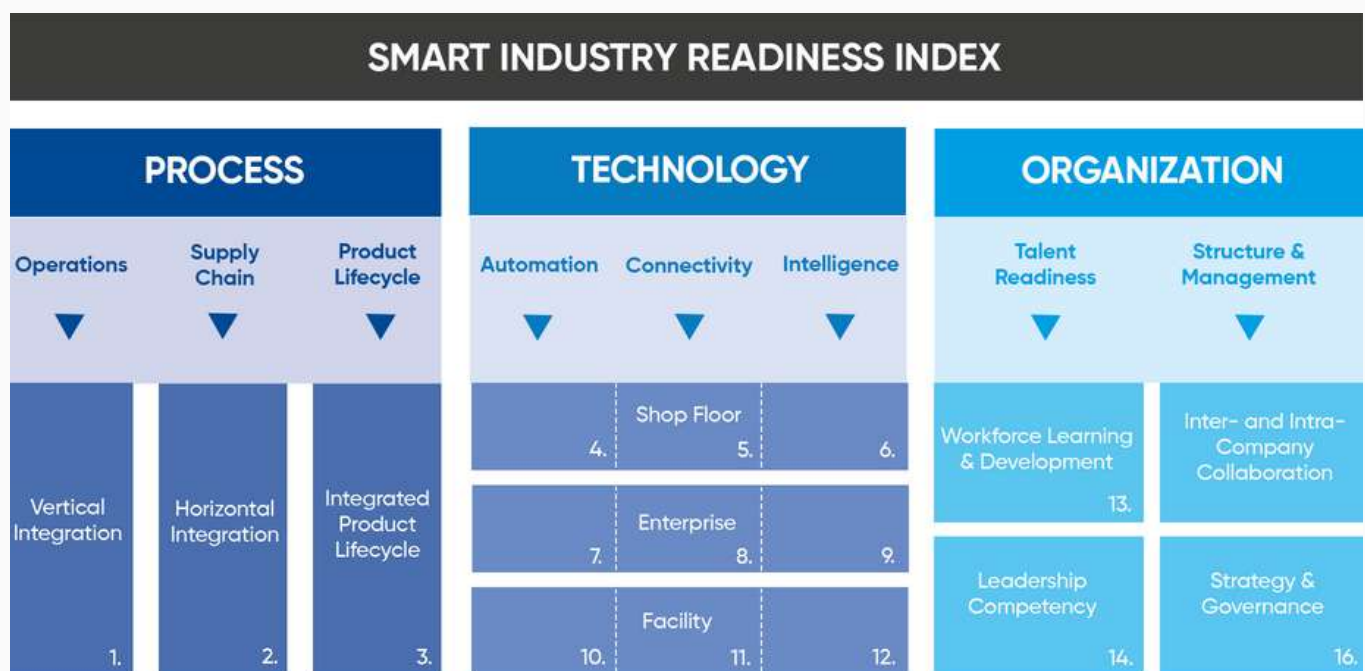 SMART INDUSTRY READINESS INDEX
PROCESS
Operations
Supply
Chain
Product
Lifecycle
Vertical
Integration
1.
Horizontal
Integration
2.
Integrated
Product
Lifecycle
3.
TECHNOLOGY
Automation
Connectivity
Intelligence
Shop Floor
4.
5.
6.
Enterprise
7.
8.
9.
Facility
10.
11.
12.
ORGANIZATION
Talent
Readiness
Structure &
Management
Workforce Learning
& Development
13.
Inter- and Intra-
Company
Collaboration
Leadership
Competency
14.
Strategy &
Governance
16.